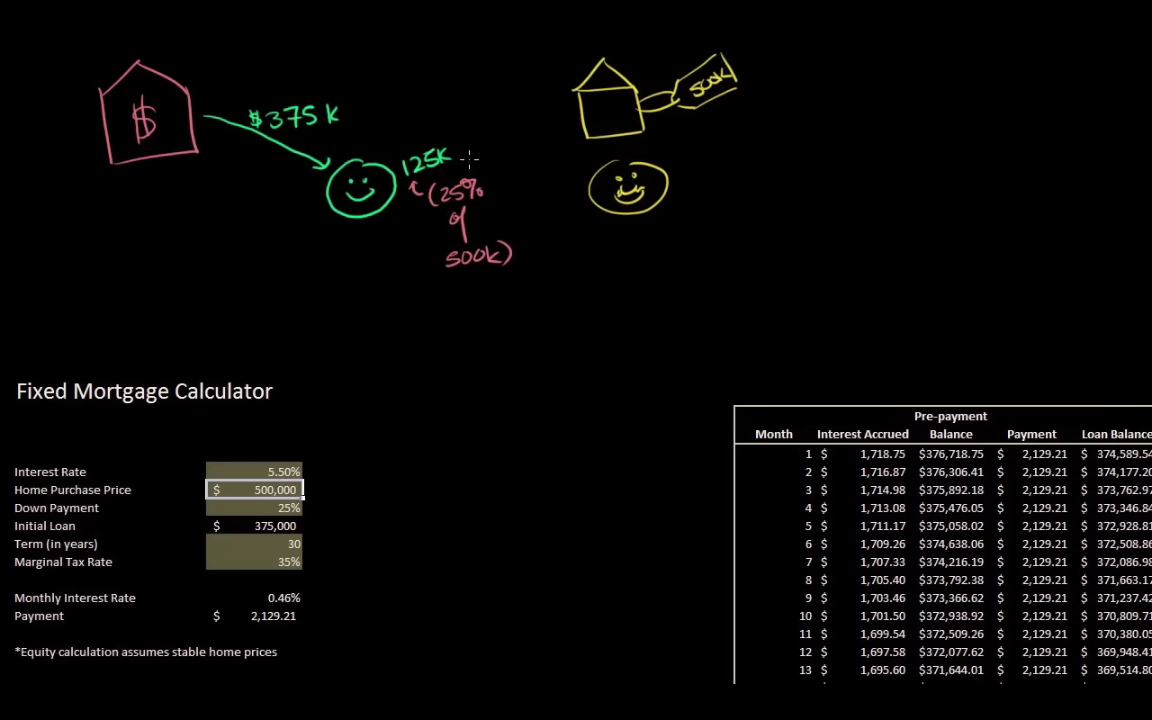 $
$375 K
125K
(25%
of
500K)
500K
Fixed Mortgage Calculator
Interest Rate 5.50%
Home Purchase Price $ 500,000
Down Payment 25%
Initial Loan $ 375,000
Term (in years) 30
Marginal Tax Rate 35%
Monthly Interest Rate 0.46%
Payment $ 2,129.21
*Equity calculation assumes stable home prices
Pre-payment
Month Interest Accrued Balance Payment Loan Balance
1 $ 1,718.75 $376,718.75 $ 2,129.21 $ 374,589.54
2 $ 1,716.87 $376,306.41 $ 2,129.21 $ 374,177.20
3 $ 1,714.98 $375,892.18 $ 2,129.21 $ 373,762.97
4 $ 1,713.08 $375,476.05 $ 2,129.21 $ 373,346.84
5 $ 1,711.17 $375,058.02 $ 2,129.21 $ 372,928.81
6 $ 1,709.26 $374,638.06 $ 2,129.21 $ 372,508.86
7 $ 1,707.33 $374,216.19 $ 2,129.21 $ 372,086.98
8 $ 1,705.40 $373,792.38 $ 2,129.21 $ 371,663.17
9 $ 1,703.46 $373,366.62 $ 2,129.21 $ 371,237.42
10 $ 1,701.50 $372,938.92 $ 2,129.21 $ 370,809.71
11 $ 1,699.54 $372,509.26 $ 2,129.21 $ 370,380.05
12 $ 1,697.58 $372,077.62 $ 2,129.21 $ 369,948.41
13 $ 1,695.60 $371,644.01 $ 2,129.21 $ 369,514.80